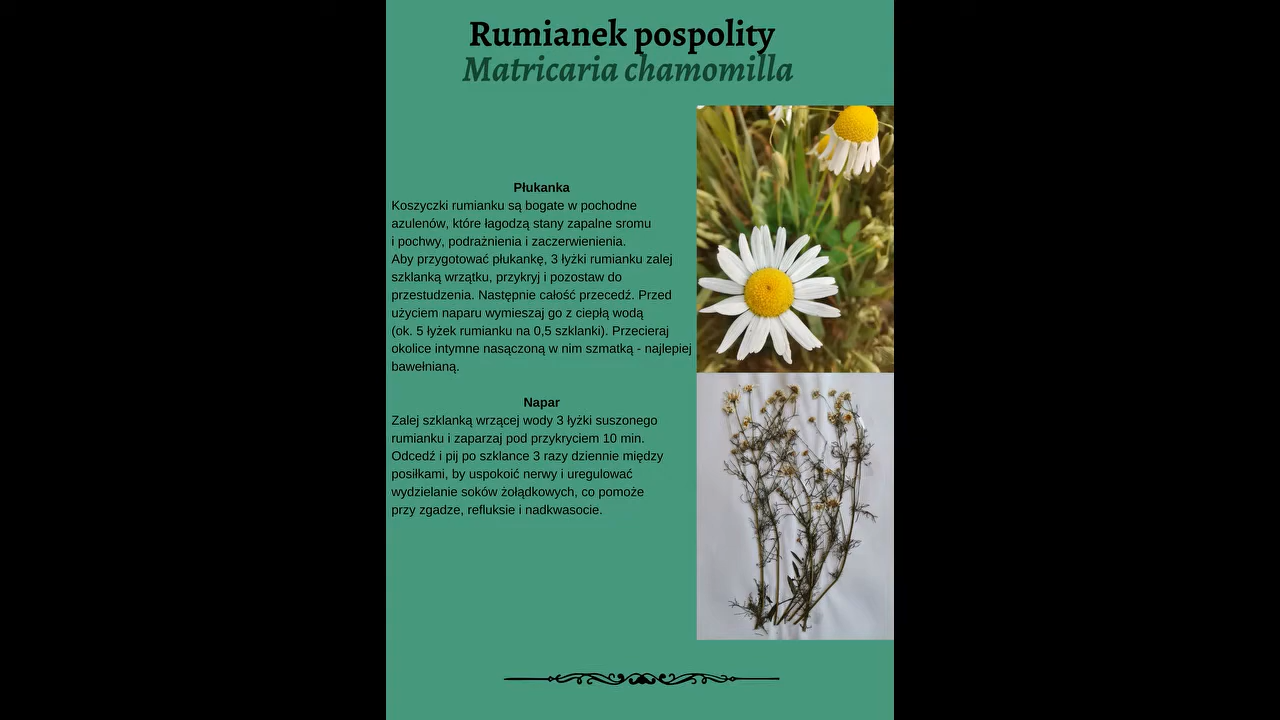 Rumianek pospolity
Matricaria chamomilla
Płukanka
Koszyczki rumianku są bogate w pochodne
azulenów, które łagodzą stany zapalne sromu
i pochwy, podrażnienia i zaczerwienienia.
Aby przygotować płukankę, 3 łyżki rumianku zalej
szklanką wrzątku, przykryj i pozostaw do
przestudzenia. Następnie całość przecedź. Przed
użyciem naparu wymieszaj go z ciepłą wodą
(ok. 5 łyżek rumianku na 0,5 szklanki). Przecieraj
okolice intymne nasączoną w nim szmatką - najlepiej
bawełnianą.
Napar
Zalej szklanką wrzącej wody 3 łyżki suszonego
rumianku i zaparzaj pod przykryciem 10 min.
Odcedź i pij po szklance 3 razy dziennie między
posiłkami, by uspokoić nerwy i uregulować
wydzielanie soków żołądkowych, co pomoże
przy zgadze, refluksie i nadkwasocie.